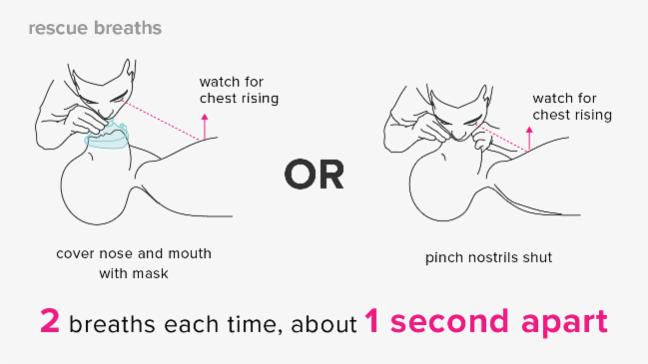 rescue breaths
watch for
chest rising
OR
watch for
chest rising
cover nose and mouth
with mask
pinch nostrils shut
2 breaths each time, about 1 second apart